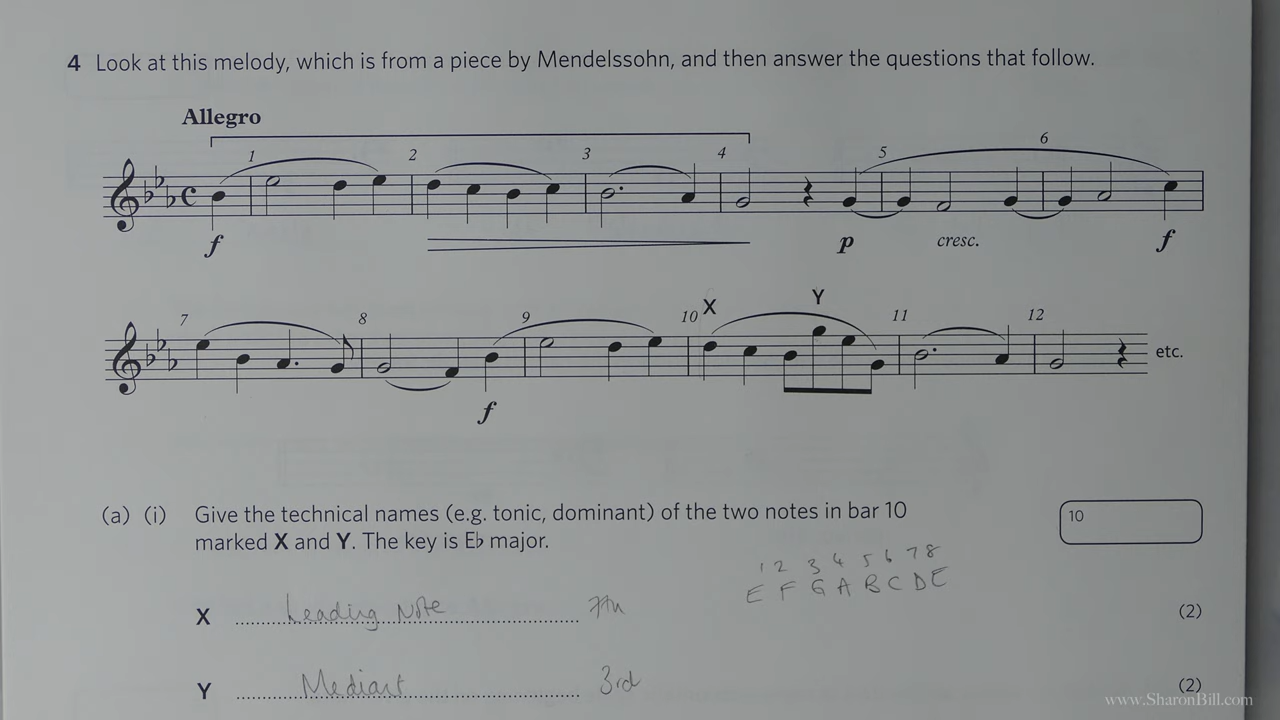 4 Look at this melody, which is from a piece by Mendelssohn, and then answer the questions that follow.
Allegro
1 2 3 4 5 6
f p cresc. f
X Y
7 8 9 10 11 12
etc.
f
(a) (i) Give the technical names (e.g. tonic, dominant) of the two notes in bar 10
marked X and Y. The key is E♭ major.
10
1 2 3 4 5 6 7 8
E F G A B C D E
X Leading Note 7th (2)
Y Mediant 3rd (2)
www.SharonBill.com